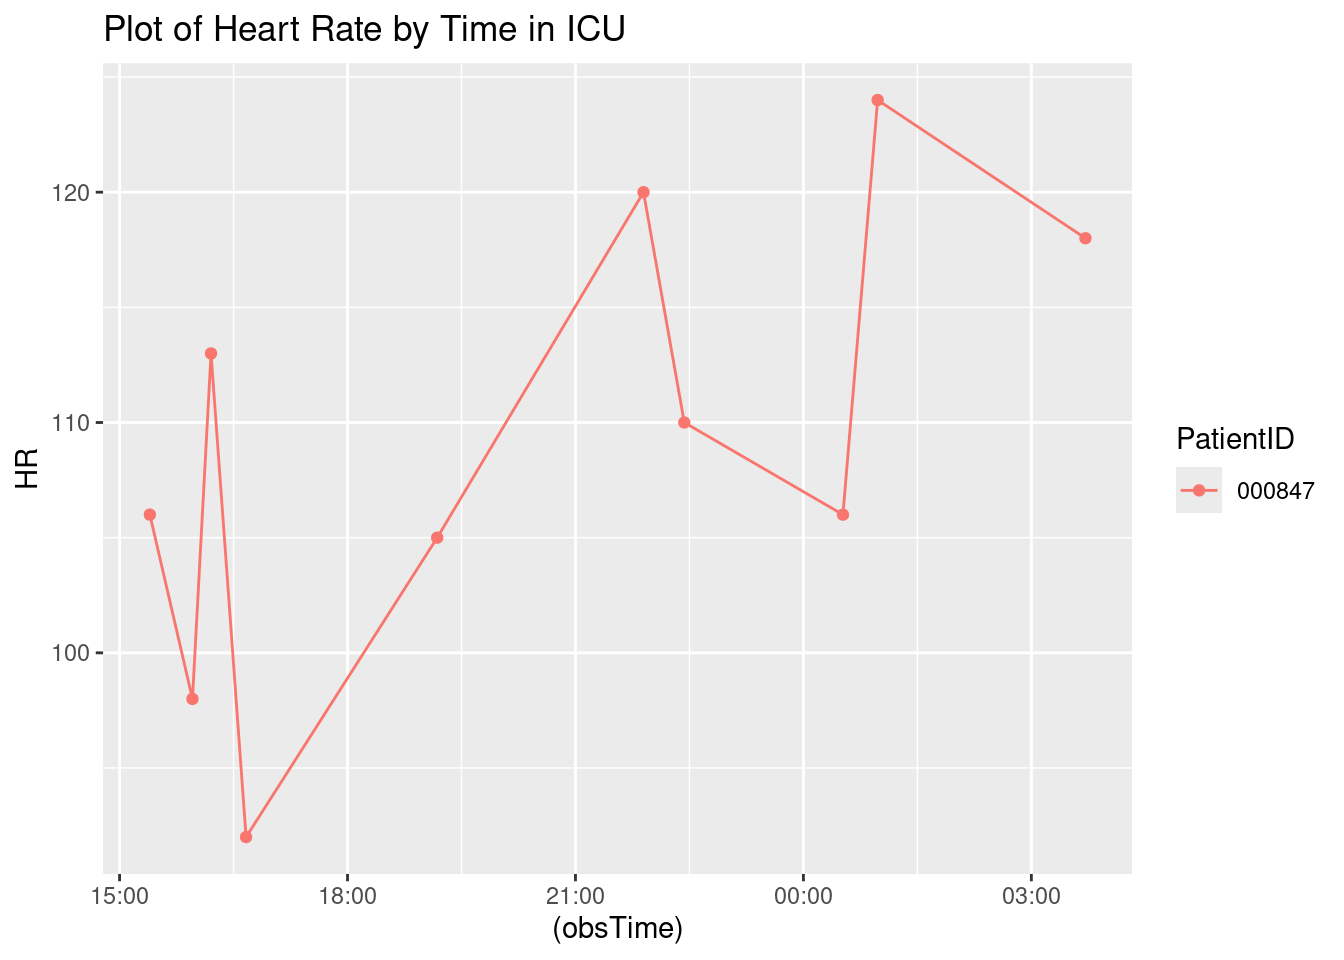 Plot of Heart Rate by Time in ICU
120
110
100
HR
15:00 18:00 21:00 00:00 03:00
(obsTime)
PatientID
000847